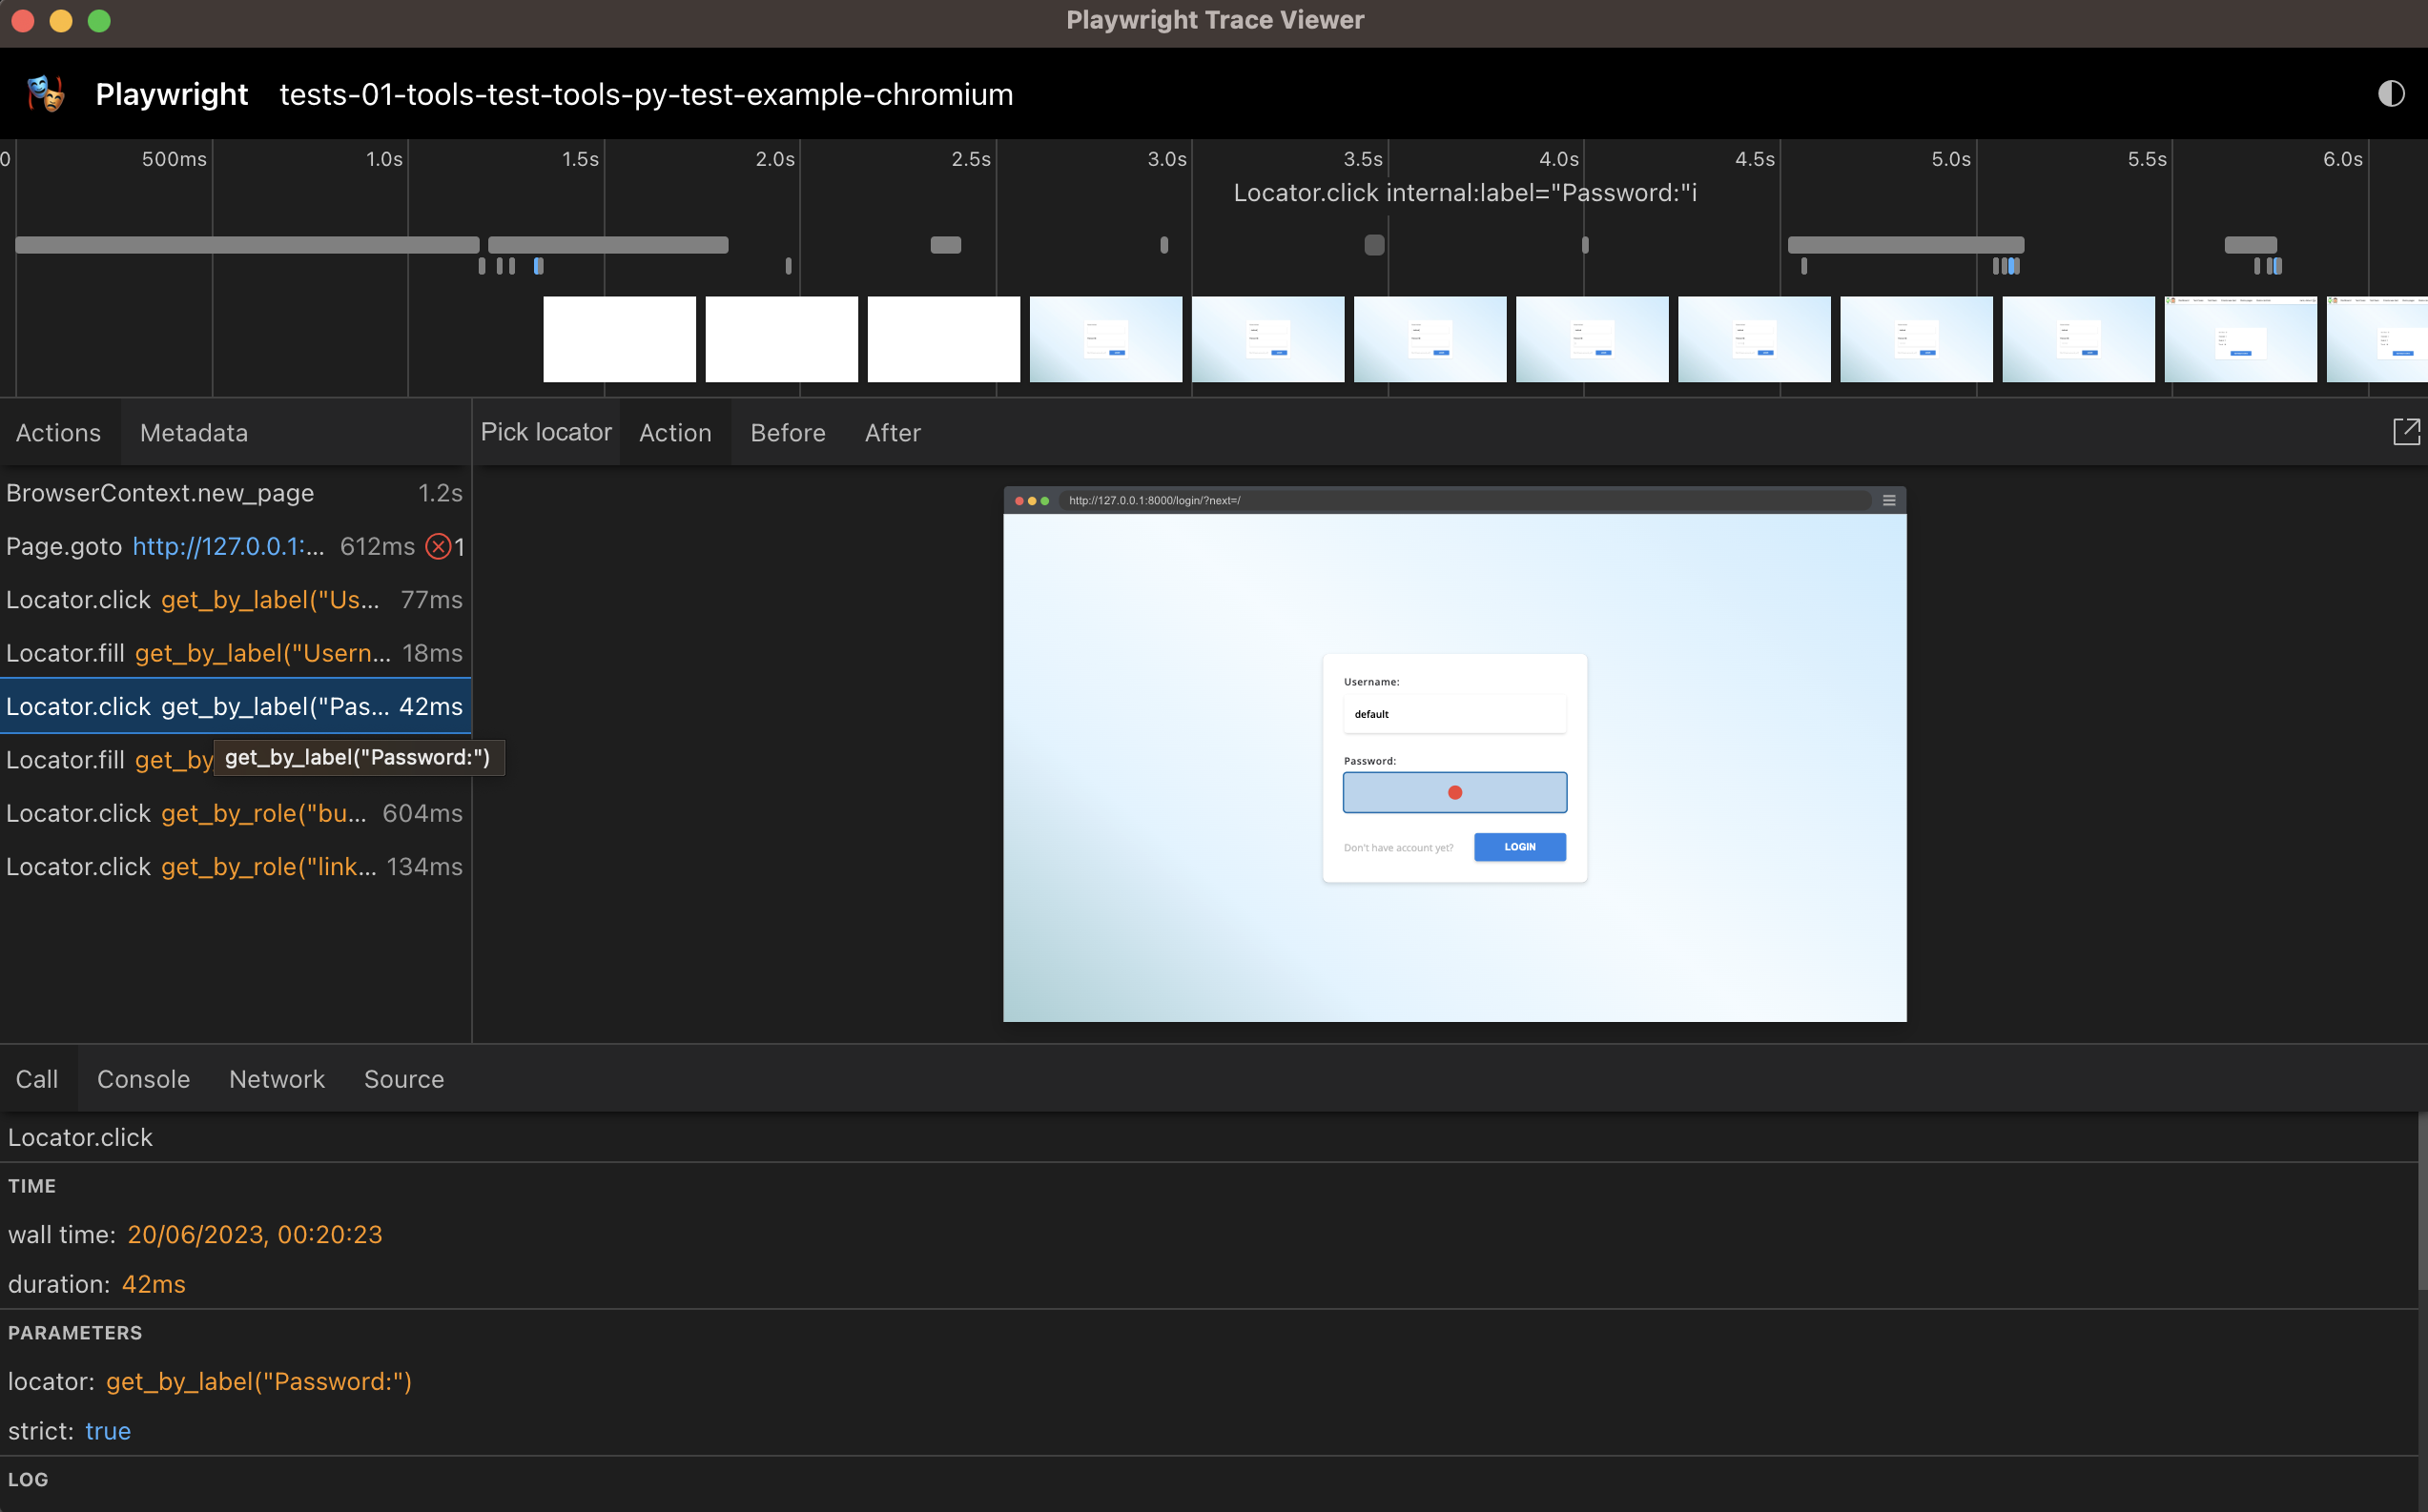 Playwright Trace Viewer
Playwright tests-01-tools-test-tools-py-test-example-chromium
0 500ms 1.0s 1.5s 2.0s 2.5s 3.0s 3.5s 4.0s 4.5s 5.0s 5.5s 6.0s
Locator.click internal:label="Password:"i
Actions Metadata
Pick locator Action Before After
BrowserContext.new_page 1.2s
Page.goto http://127.0.0.1:... 612ms 1
Locator.click get_by_label("Us... 77ms
Locator.fill get_by_label("Usern... 18ms
Locator.click get_by_label("Pas... 42ms
Locator.fill get_by
get_by_label("Password:")
Locator.click get_by_role("bu... 604ms
Locator.click get_by_role("link... 134ms
http://127.0.0.1:8000/login/?next=/
Username:
default
Password:
Don't have account yet? LOGIN
Call Console Network Source
Locator.click
TIME
wall time: 20/06/2023, 00:20:23
duration: 42ms
PARAMETERS
locator: get_by_label("Password:")
strict: true
LOG